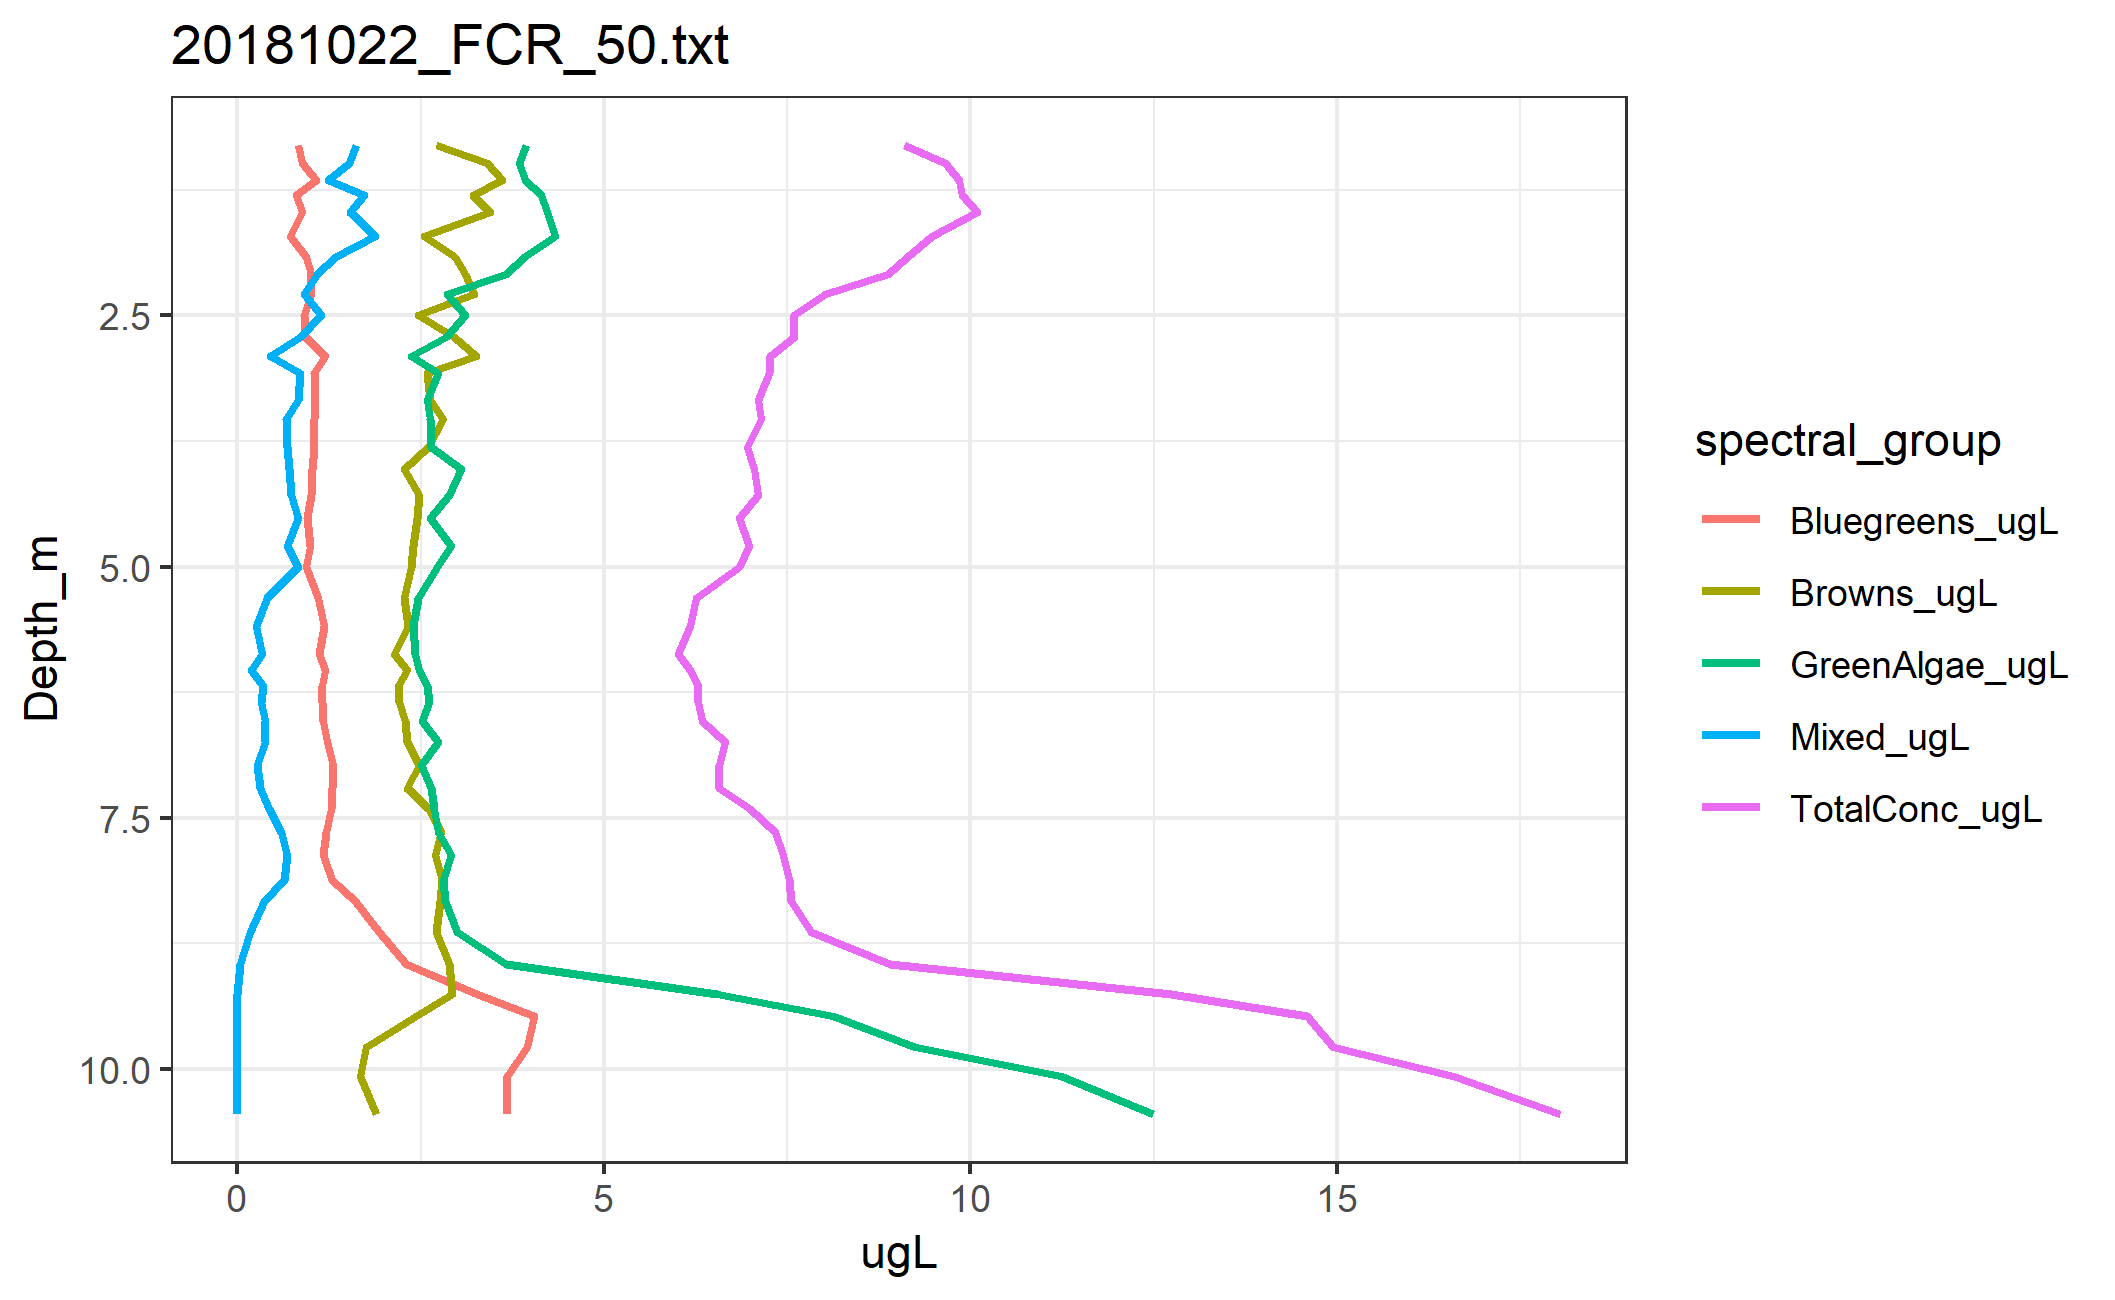 20181022_FCR_50.txt
Depth_m
2.5
5.0
7.5
10.0
0
5
10
15
ugL
spectral_group
Bluegreens_ugL
Browns_ugL
GreenAlgae_ugL
Mixed_ugL
TotalConc_ugL